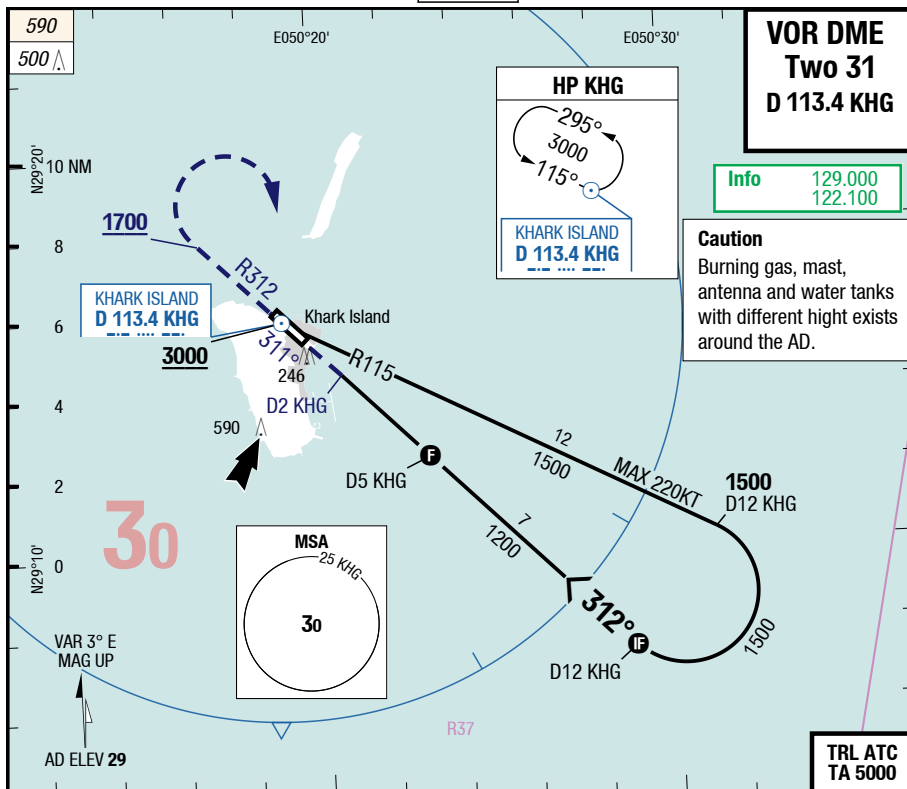 590
500
E050°20'
E050°30'
VOR DME
Two 31
D 113.4 KHG
HP KHG
295°
3000
115°
KHARK ISLAND
D 113.4 KHG
Info 129.000
122.100
Caution
Burning gas, mast,
antenna and water tanks
with different hight exists
around the AD.
N29°20'
10 NM
8
6
4
2
0
N29°10'
1700
R312
KHARK ISLAND
D 113.4 KHG
Khark Island
3000
311°
246
D2 KHG
590
R115
12
1500
MAX 220KT
1500
D12 KHG
F
D5 KHG
7
1200
312°
IF
D12 KHG
1500
30
MSA
25 KHG
30
VAR 3° E
MAG UP
AD ELEV 29
R37
TRL ATC
TA 5000